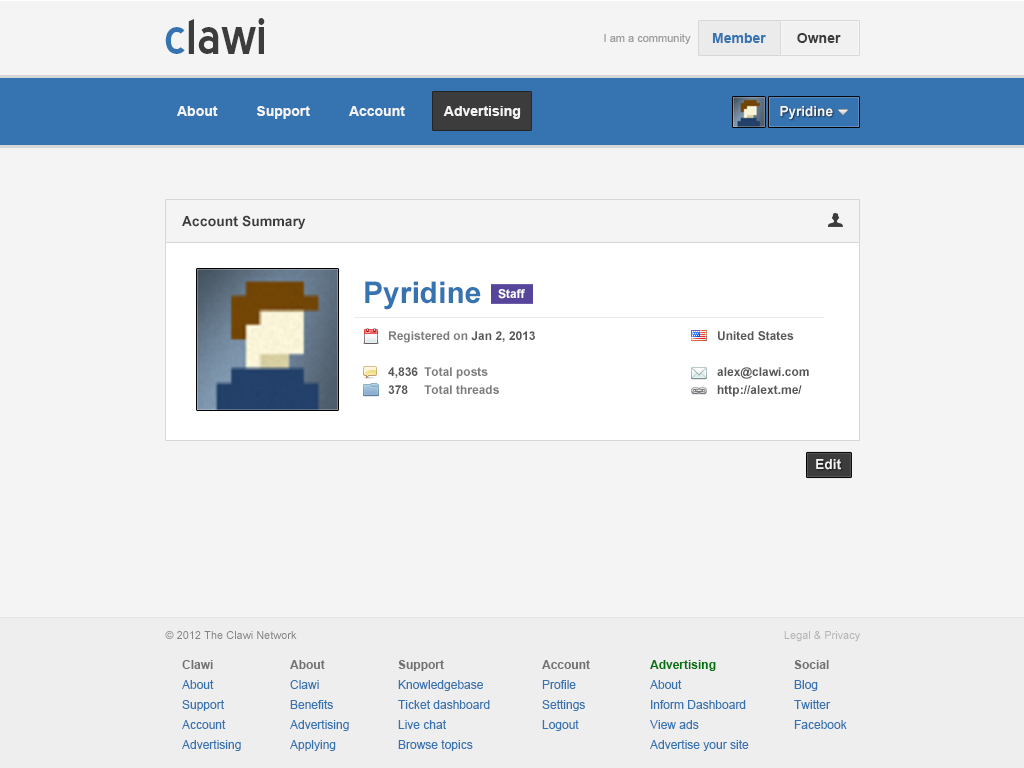 clawi
I am a community Member Owner
About Support Account Advertising Pyridine
Account Summary
Pyridine Staff
Registered on Jan 2, 2013 United States
4,836 Total posts alex@clawi.com
378 Total threads http://alext.me/
Edit
© 2012 The Clawi Network Legal & Privacy
Clawi About Support Account Advertising Social
About Clawi Knowledgebase Profile About Blog
Support Benefits Ticket dashboard Settings Inform Dashboard Twitter
Account Advertising Live chat Logout View ads Facebook
Advertising Applying Browse topics Advertise your site